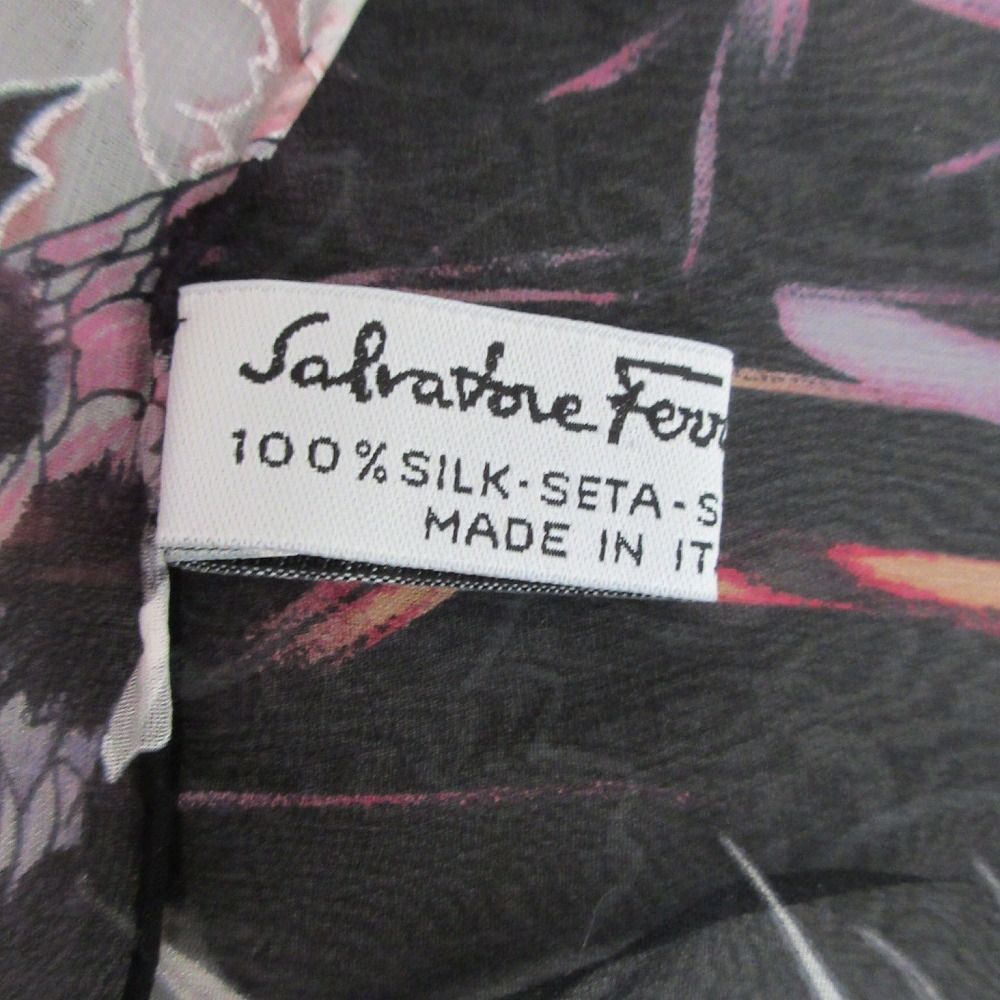 Salvatore Ferr
100% SILK-SETA-S
MADE IN IT